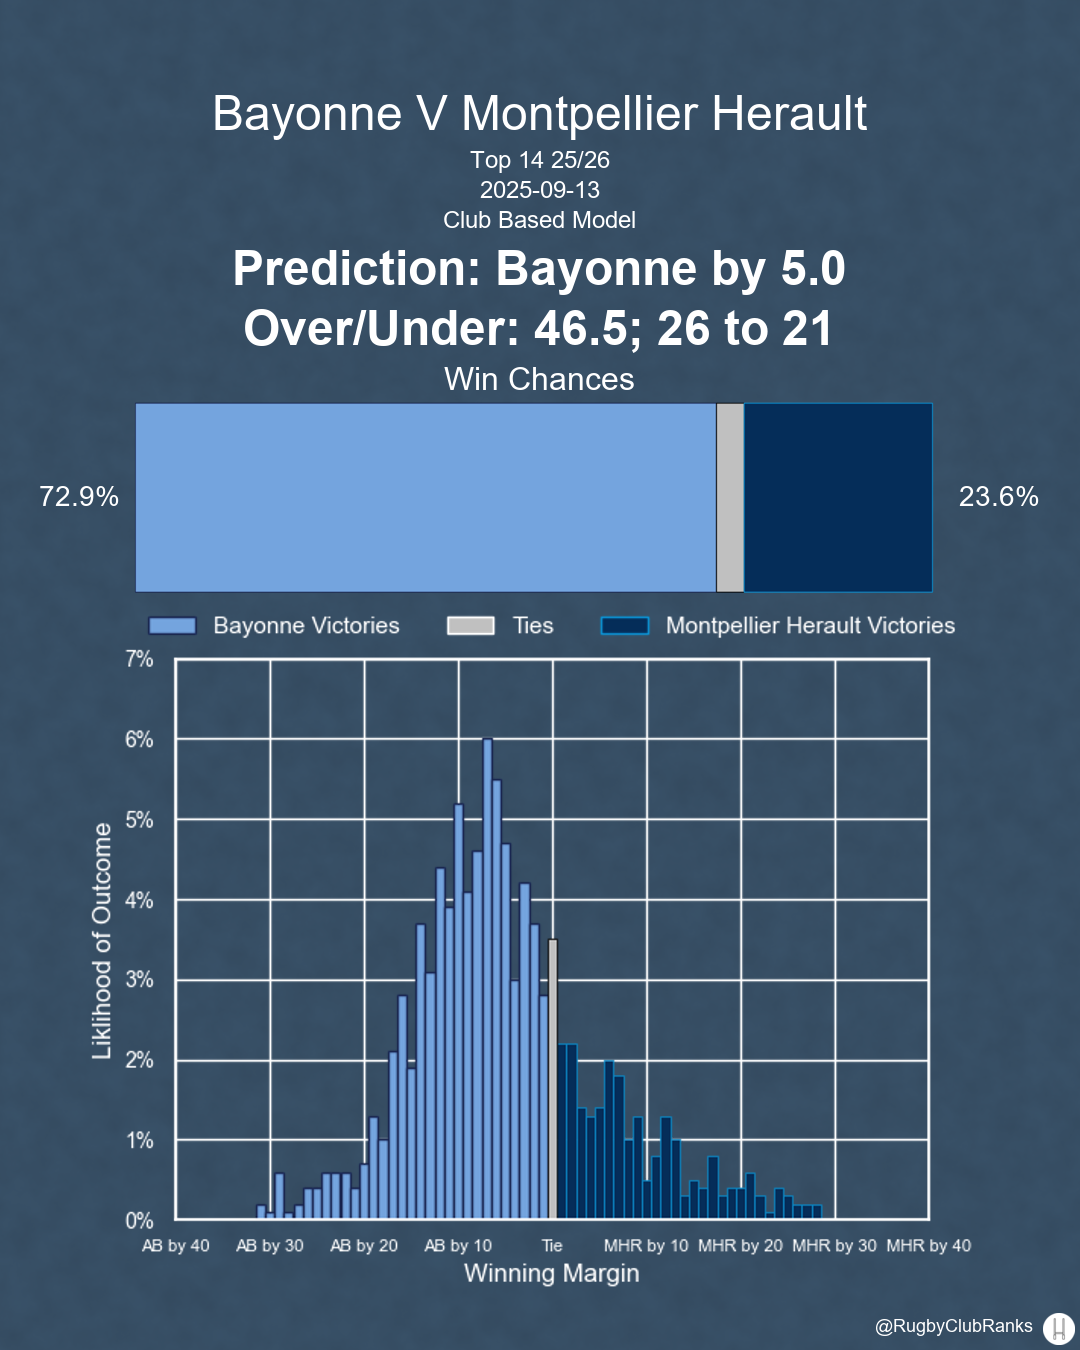 Bayonne V Montpellier Herault
Top 14 25/26
2025-09-13
Club Based Model
Prediction: Bayonne by 5.0
Over/Under: 46.5; 26 to 21
Win Chances
72.9%
23.6%
Bayonne Victories
Ties
Montpellier Herault Victories
7%
6%
5%
4%
3%
2%
1%
0%
Liklihood of Outcome
AB by 40 AB by 30 AB by 20 AB by 10 Tie MHR by 10 MHR by 20 MHR by 30 MHR by 40
Winning Margin
@RugbyClubRanks